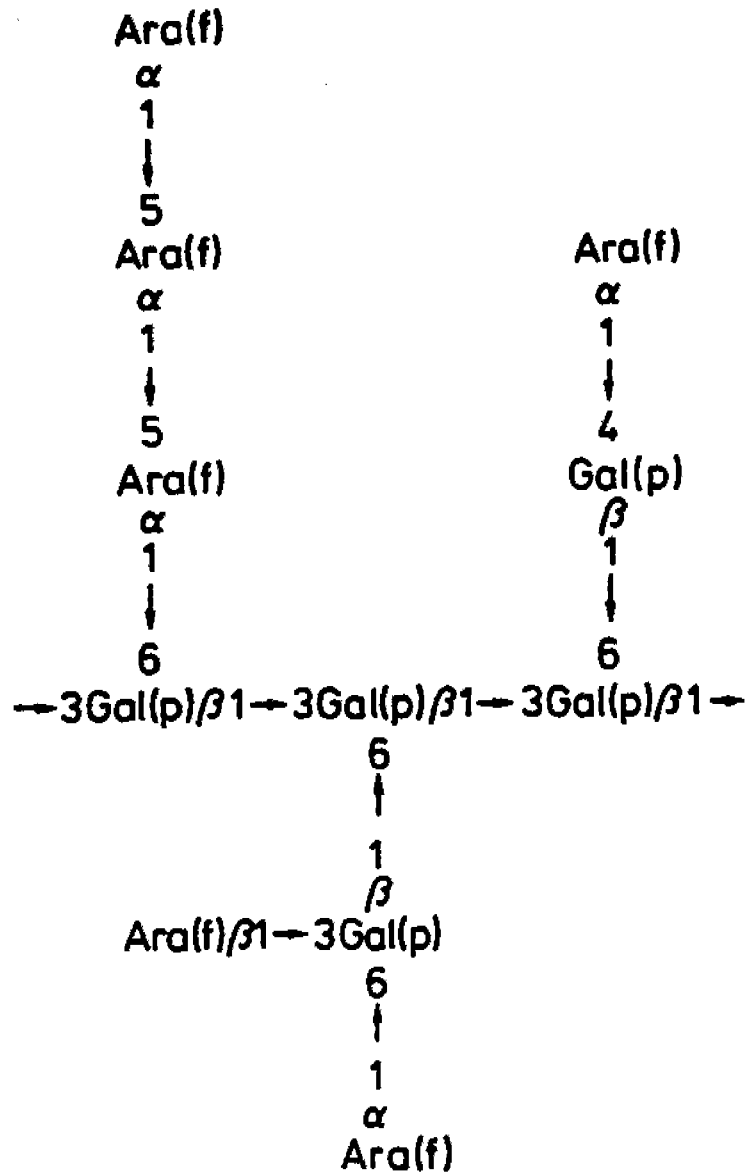 Ara(f)
α
1
↓
5
Ara(f) Ara(f)
α α
1 1
↓ ↓
5 4
Ara(f) Gal(p)
α β
1 1
↓ ↓
6 6
→3Gal(p)β1→3Gal(p)β1→3Gal(p)β1→
6
↑
1
β
Ara(f)β1→3Gal(p)
6
↑
1
α
Ara(f)